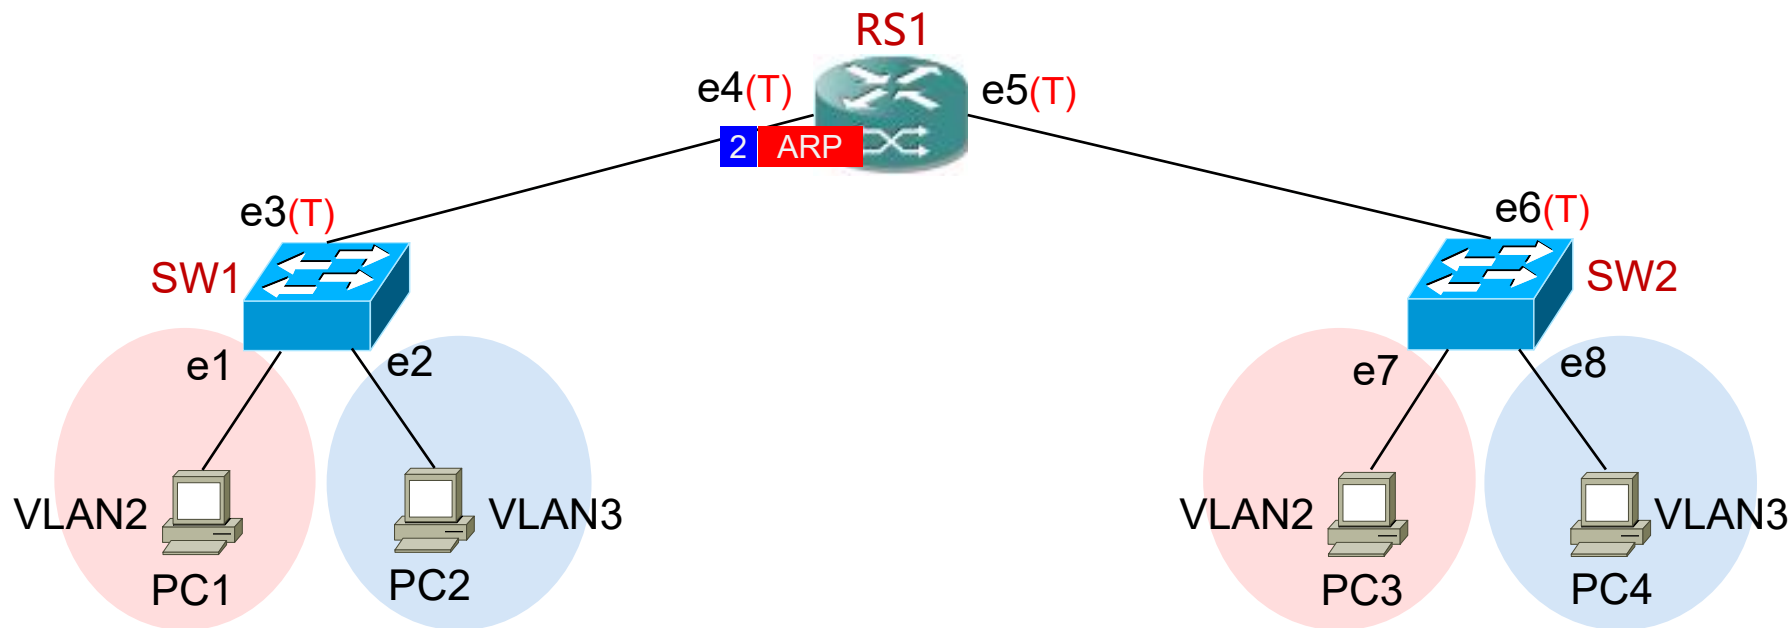 RS1
e4(T)
e5(T)
2 ARP
e3(T)
e6(T)
SW1
SW2
e1
e2
e7
e8
VLAN2
VLAN3
VLAN2
VLAN3
PC1
PC2
PC3
PC4